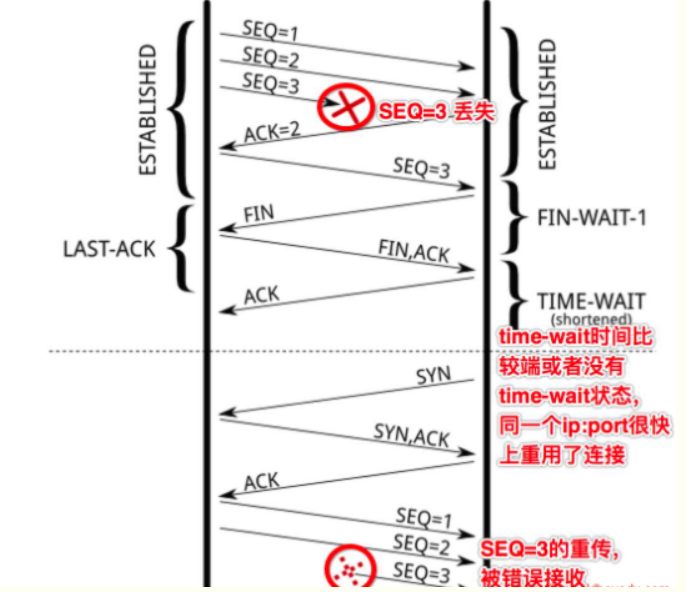 SEQ=1
SEQ=2
SEQ=3
ESTABLISHED
ESTABLISHED
SEQ=3 丢失
ACK=2
SEQ=3
FIN
FIN-WAIT-1
LAST-ACK
FIN,ACK
ACK
TIME-WAIT
(shortened)
time-wait时间比
较端或者没有
time-wait状态，
同一个ip:port很快
上重用了连接
SYN
SYN,ACK
ACK
SEQ=1
SEQ=2
SEQ=3
SEQ=3的重传，
被错误接收